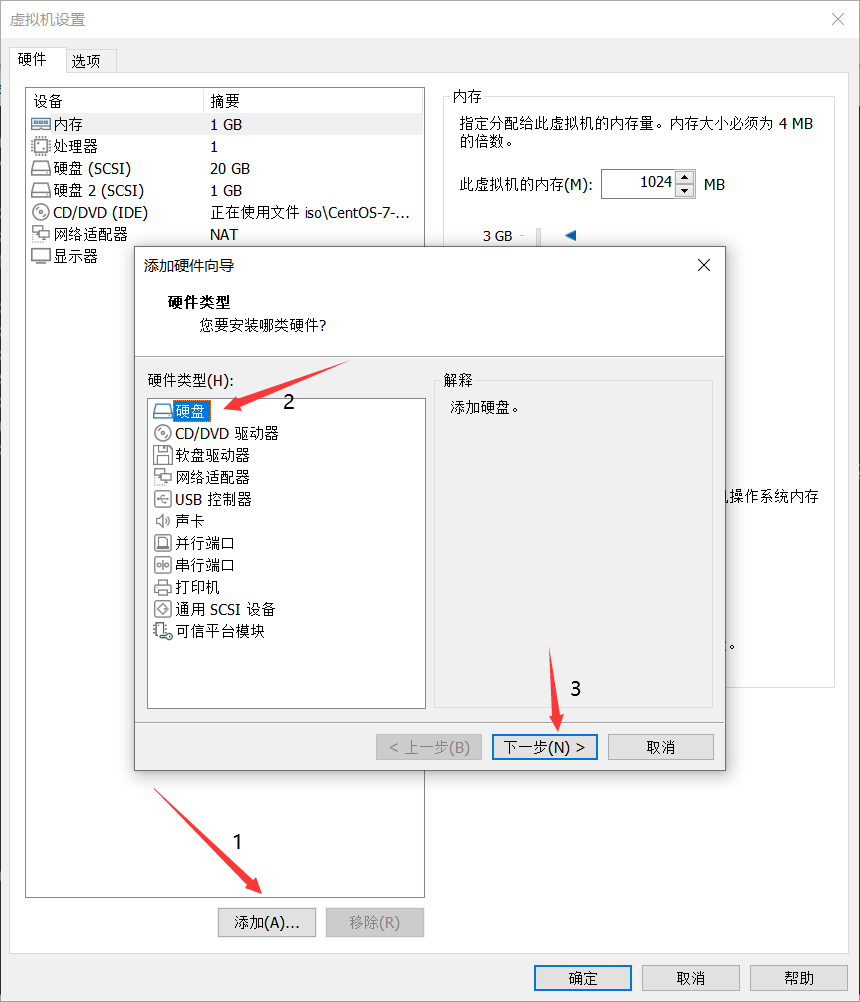 虚拟机设置
硬件
选项
设备 摘要
内存 1 GB
处理器 1
硬盘 (SCSI) 20 GB
硬盘 2 (SCSI) 1 GB
CD/DVD (IDE) 正在使用文件 iso\CentOS-7-...
网络适配器 NAT
显示器
内存
指定分配给此虚拟机的内存量。内存大小必须为 4 MB
的倍数。
此虚拟机的内存(M): 1024 MB
3 GB
添加硬件向导
硬件类型
您要安装哪类硬件?
硬件类型(H):
2
硬盘
CD/DVD 驱动器
软盘驱动器
网络适配器
USB 控制器
声卡
并行端口
串行端口
打印机
通用 SCSI 设备
可信平台模块
解释
添加硬盘。
操作系统内存
。
3
< 上一步(B)
下一步(N) >
取消
1
添加(A)...
移除(R)
确定
取消
帮助